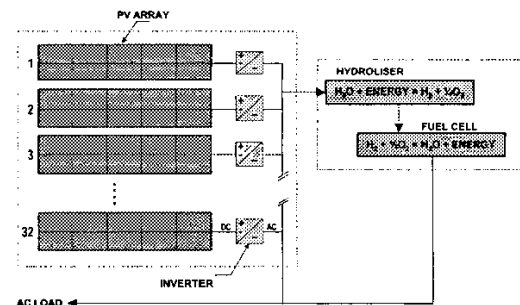 PV ARRAY
1
2
3
32
DC
AC
INVERTER
HYDROLISER
H₂O + ENERGY = H₂ + ½O₂
FUEL CELL
H₂ + ½O₂ = H₂O + ENERGY
AC LOAD